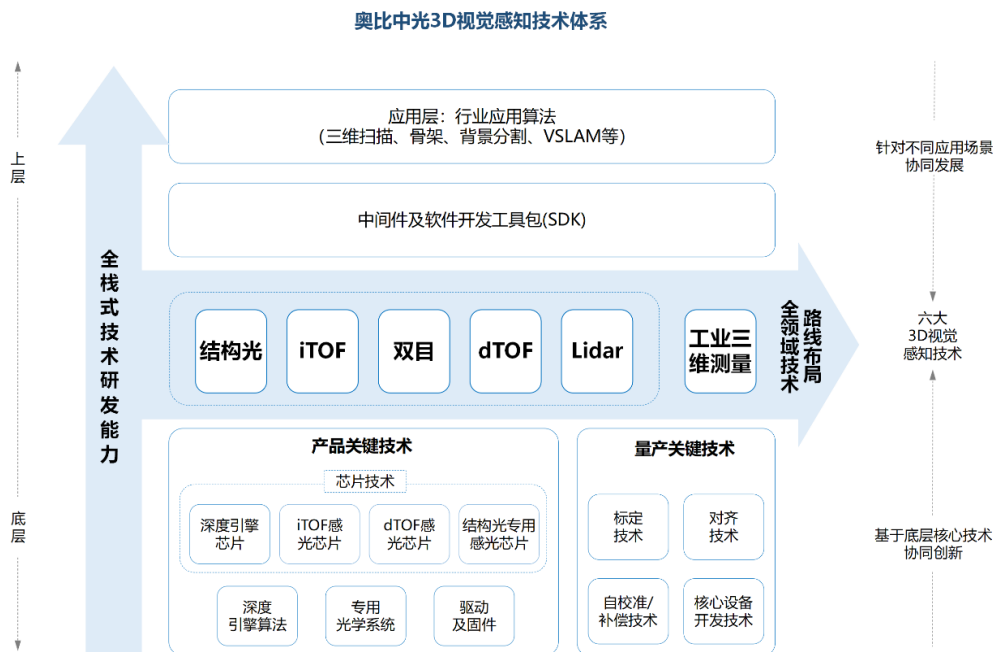 奥比中光3D视觉感知技术体系
上
层
应用层：行业应用算法
（三维扫描、骨架、背景分割、VSLAM等）
针对不同应用场景
协同发展
中间件及软件开发工具包(SDK)
全
栈
式
技
术
研
发
能
力
结构光
iTOF
双目
dTOF
Lidar
工业三
维测量
全领域技术
路线布局
六大
3D视觉
感知技术
底
层
产品关键技术
芯片技术
深度引擎
芯片
iTOF感
光芯片
dTOF感
光芯片
结构光专用
感光芯片
深度
引擎算法
专用
光学系统
驱动
及固件
量产关键技术
标定
技术
对齐
技术
自校准/
补偿技术
核心设备
开发技术
基于底层核心技术
协同创新